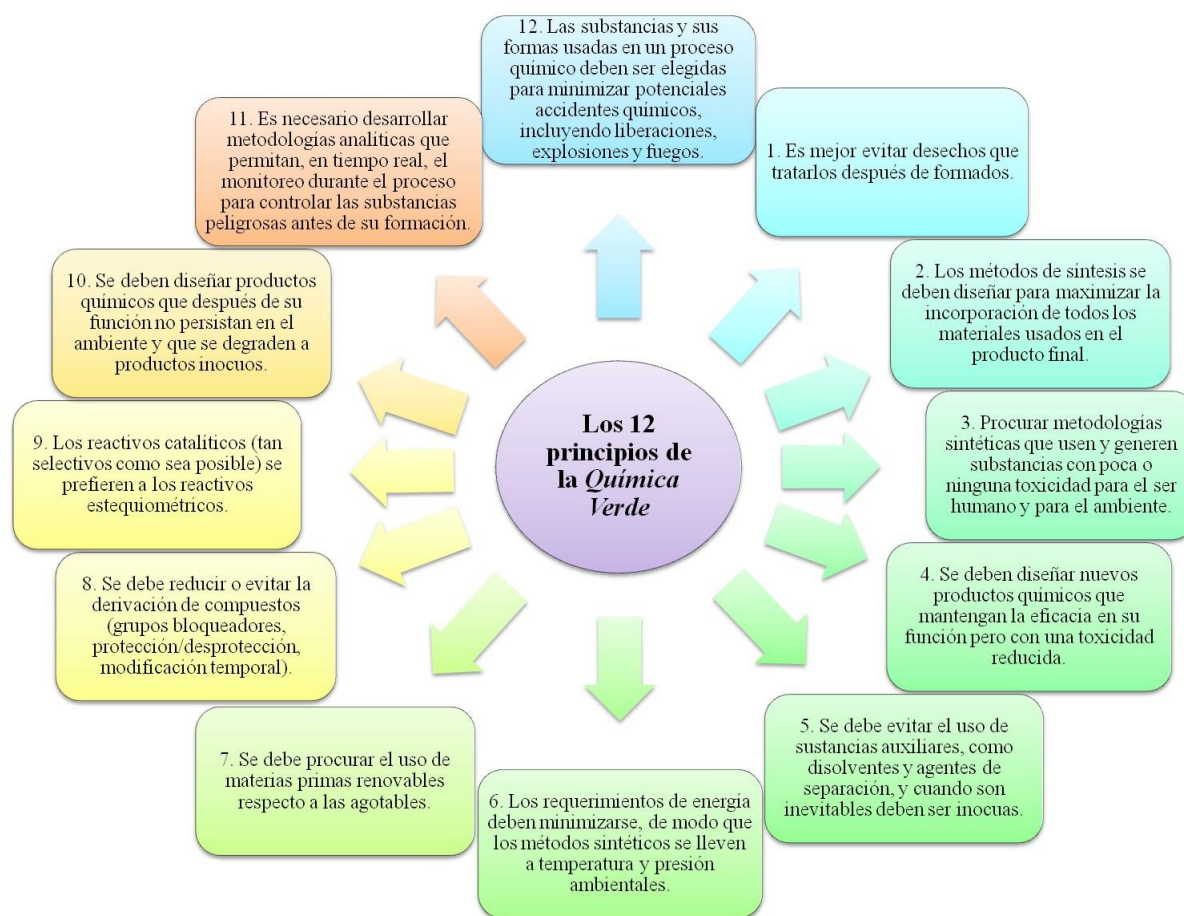 Los 12
principios de
la Química
Verde
1. Es mejor evitar desechos que
tratarlos después de formados.
2. Los métodos de síntesis se
deben diseñar para maximizar la
incorporación de todos los
materiales usados en el
producto final.
3. Procurar metodologías
sintéticas que usen y generen
substancias con poca o
ninguna toxicidad para el ser
humano y para el ambiente.
4. Se deben diseñar nuevos
productos químicos que
mantengan la eficacia en su
función pero con una toxicidad
reducida.
5. Se debe evitar el uso de
sustancias auxiliares, como
disolventes y agentes de
separación, y cuando son
inevitables deben ser inocuas.
6. Los requerimientos de energía
deben minimizarse, de modo que
los métodos sintéticos se lleven
a temperatura y presión
ambientales.
7. Se debe procurar el uso de
materias primas renovables
respecto a las agotables.
8. Se debe reducir o evitar la
derivación de compuestos
(grupos bloqueadores,
protección/desprotección,
modificación temporal).
9. Los reactivos catalíticos (tan
selectivos como sea posible) se
prefieren a los reactivos
estequiométricos.
10. Se deben diseñar productos
químicos que después de su
función no persistan en el
ambiente y que se degraden a
productos inocuos.
11. Es necesario desarrollar
metodologías analíticas que
permitan, en tiempo real, el
monitoreo durante el proceso
para controlar las substancias
peligrosas antes de su formación.
12. Las substancias y sus
formas usadas en un proceso
químico deben ser elegidas
para minimizar potenciales
accidentes químicos,
incluyendo liberaciones,
explosiones y fuegos.